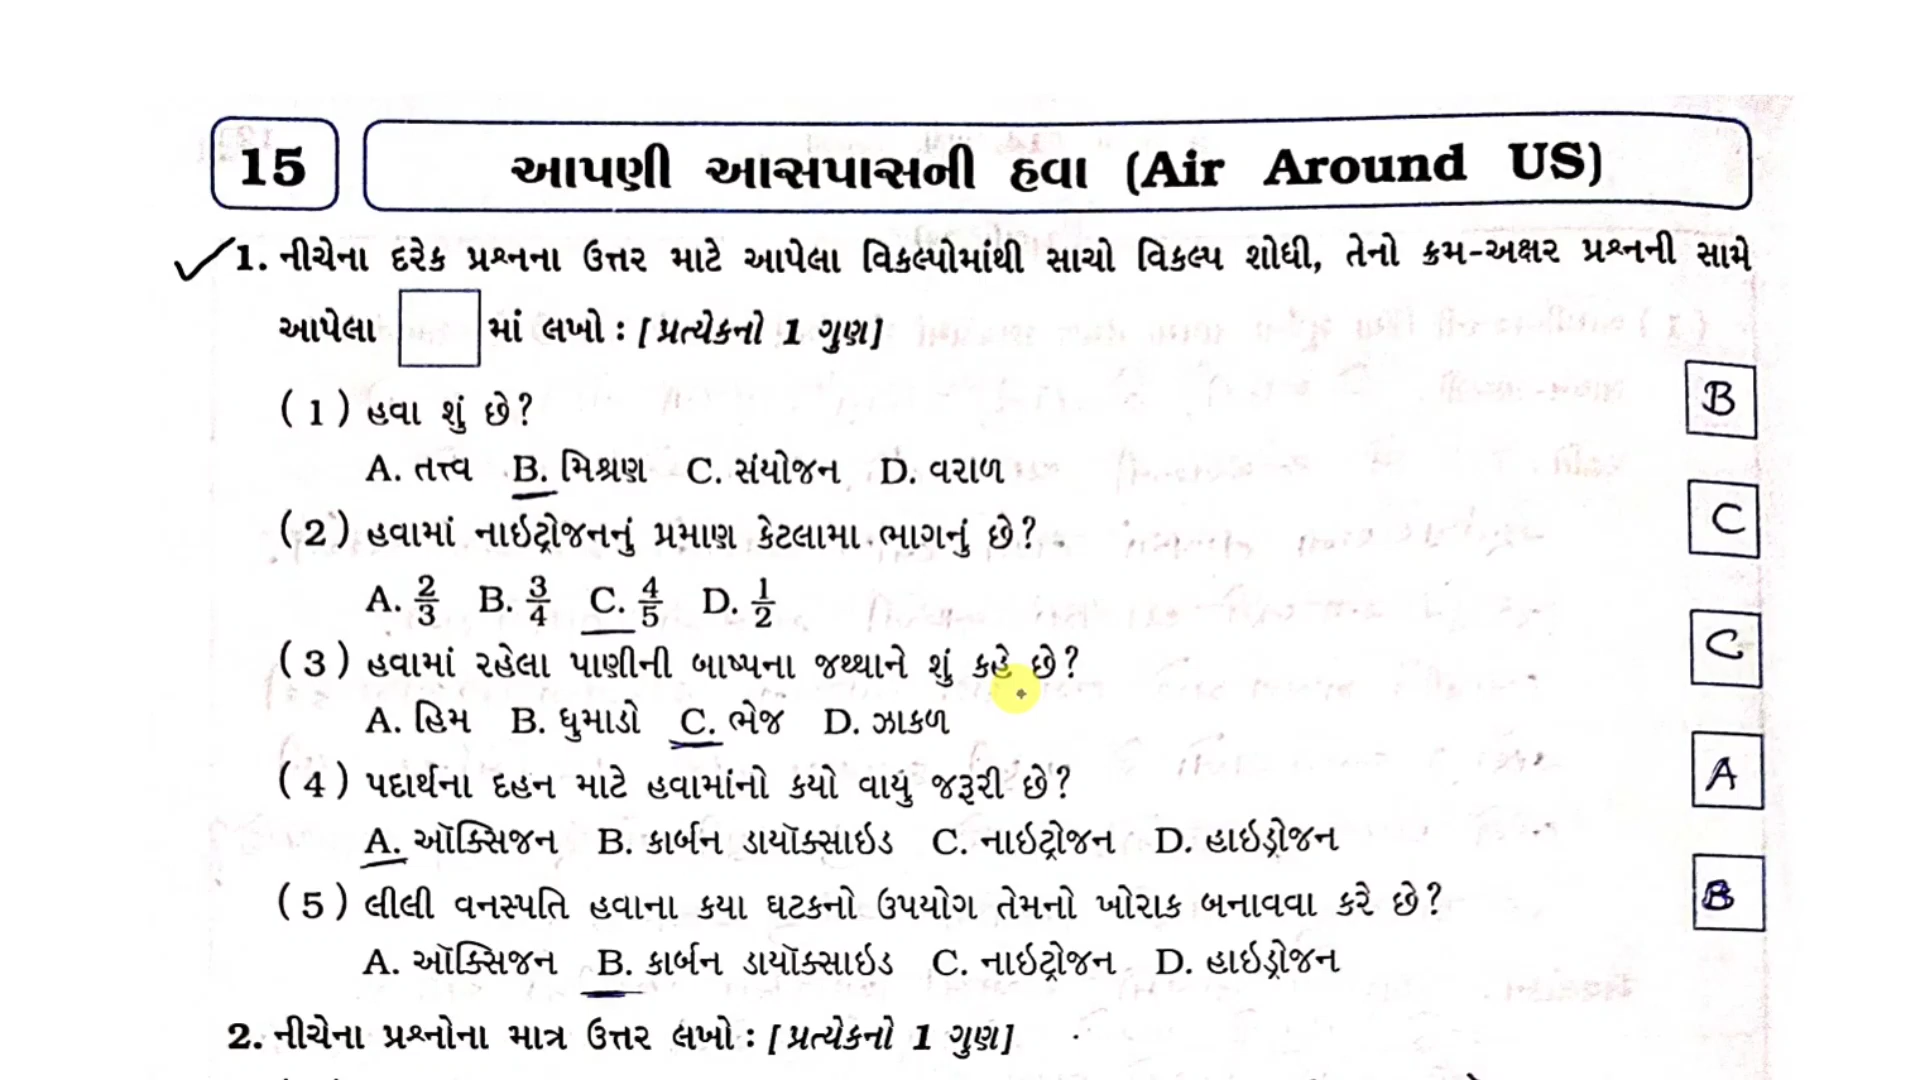 15 આપણી આસપાસની હવા (Air Around US)
1. નીચેના દરેક પ્રશ્નના ઉત્તર માટે આપેલા વિકલ્પોમાંથી સાચો વિકલ્પ શોધી, તેનો ક્રમ-અક્ષર પ્રશ્નની સામે
આપેલા માં લખો : [પ્રત્યેકનો 1 ગુણ]
(1) હવા શું છે? B
A. તત્ત્વ B. મિશ્રણ C. સંયોજન D. વરાળ
(2) હવામાં નાઇટ્રોજનનું પ્રમાણ કેટલામા ભાગનું છે? C
A. 2/3 B. 3/4 C. 4/5 D. 1/2
(3) હવામાં રહેલા પાણીની બાષ્પના જથ્થાને શું કહે છે? C
A. હિમ B. ધુમાડો C. ભેજ D. ઝાકળ
(4) પદાર્થના દહન માટે હવામાંનો કયો વાયુ જરૂરી છે? A
A. ઑક્સિજન B. કાર્બન ડાયૉક્સાઇડ C. નાઇટ્રોજન D. હાઇડ્રોજન
(5) લીલી વનસ્પતિ હવાના કયા ઘટકનો ઉપયોગ તેમનો ખોરાક બનાવવા કરે છે? B
A. ઑક્સિજન B. કાર્બન ડાયૉક્સાઇડ C. નાઇટ્રોજન D. હાઇડ્રોજન
2. નીચેના પ્રશ્નોના માત્ર ઉત્તર લખો : [પ્રત્યેકનો 1 ગુણ]